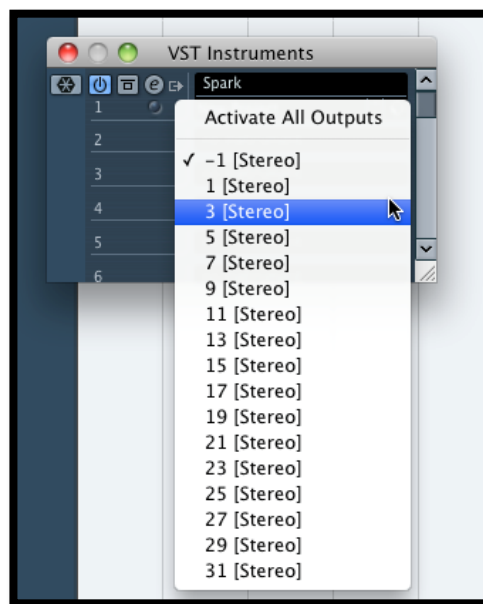 VST Instruments
e Spark
1
2
3
4
5
6
Activate All Outputs
✓ -1 [Stereo]
1 [Stereo]
3 [Stereo]
5 [Stereo]
7 [Stereo]
9 [Stereo]
11 [Stereo]
13 [Stereo]
15 [Stereo]
17 [Stereo]
19 [Stereo]
21 [Stereo]
23 [Stereo]
25 [Stereo]
27 [Stereo]
29 [Stereo]
31 [Stereo]